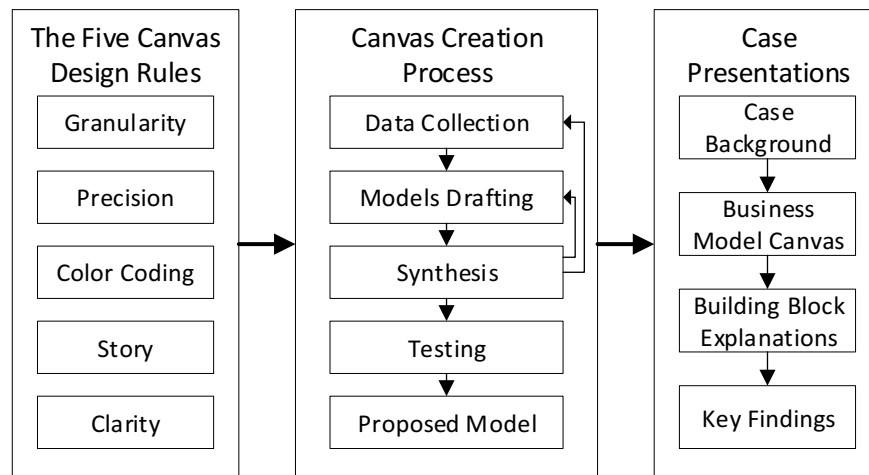 The Five Canvas
Design Rules
Granularity
Precision
Color Coding
Story
Clarity
Canvas Creation
Process
Data Collection
Models Drafting
Synthesis
Testing
Proposed Model
Case
Presentations
Case
Background
Business
Model Canvas
Building Block
Explanations
Key Findings